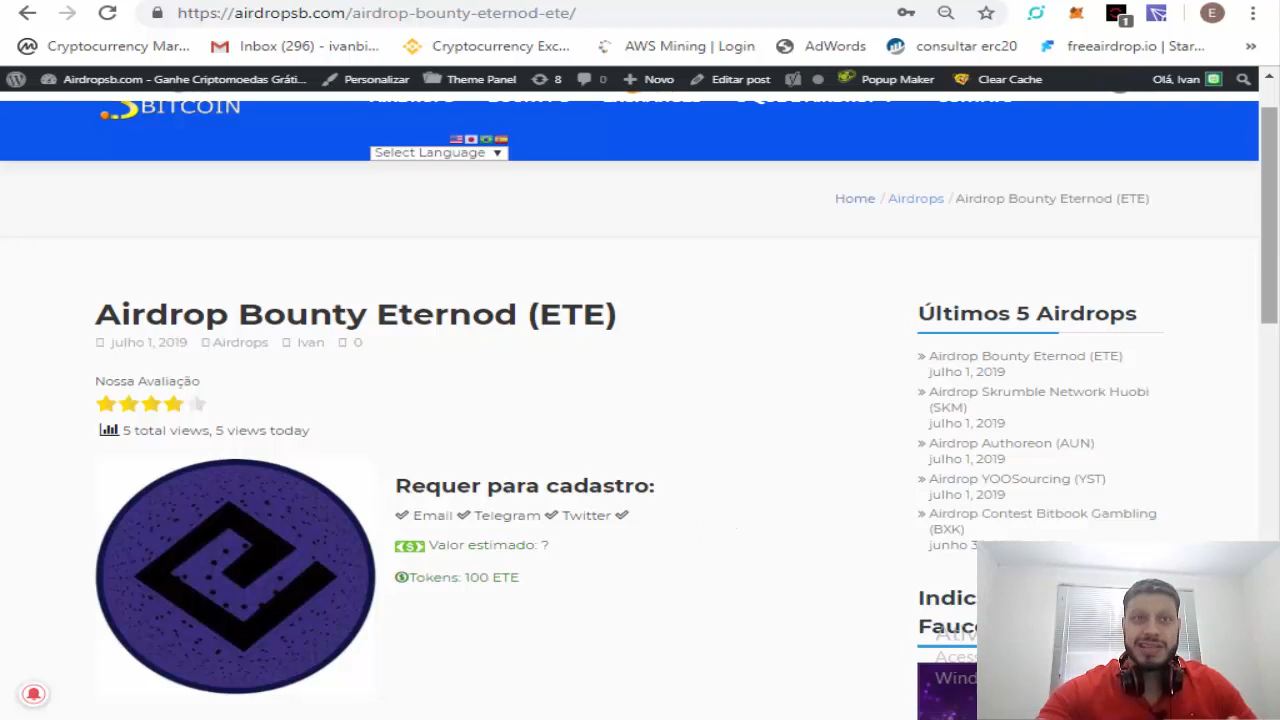 https://airdropsb.com/airdrop-bounty-eternod-ete/
E
1
Cryptocurrency Mar...
Inbox (296) - ivanbi...
Cryptocurrency Exc...
AWS Mining | Login
AdWords
consultar erc20
freeairdrop.io | Star...
»
Airdropsb.com – Ganhe Criptomoedas Gráti...
Personalizar
Theme Panel
8
0
Novo
Editar post
Popup Maker
Clear Cache
Olá, Ivan
BITCOIN
Select Language ▼
Home / Airdrops / Airdrop Bounty Eternod (ETE)
Airdrop Bounty Eternod (ETE)
julho 1, 2019 Airdrops Ivan 0
Nossa Avaliação
5 total views, 5 views today
Requer para cadastro:
Email Telegram Twitter
Valor estimado: ?
Tokens: 100 ETE
Últimos 5 Airdrops
» Airdrop Bounty Eternod (ETE)
julho 1, 2019
» Airdrop Skrumble Network Huobi
(SKM)
julho 1, 2019
» Airdrop Authoreon (AUN)
julho 1, 2019
» Airdrop YOOSourcing (YST)
julho 1, 2019
» Airdrop Contest Bitbook Gambling
(BXK)
junho 3
Indic
Fauc
Ativ
Aces
Wind